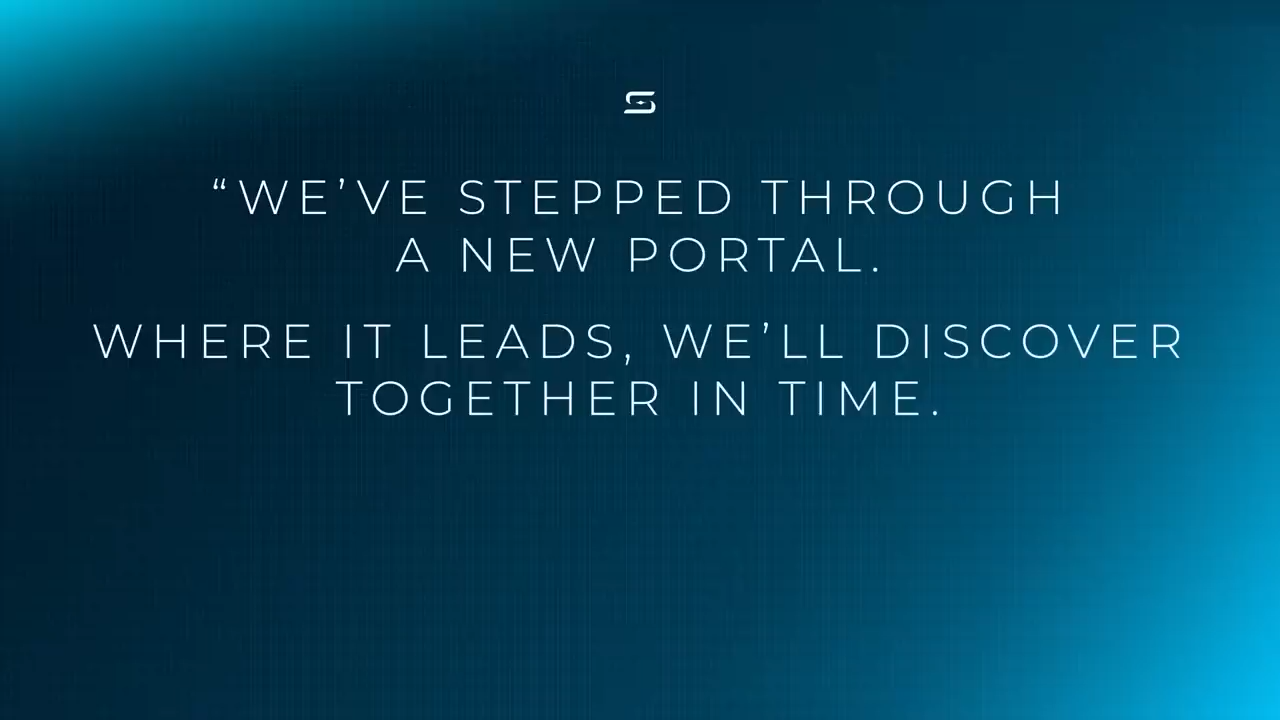 “WE’VE STEPPED THROUGH
A NEW PORTAL.
WHERE IT LEADS, WE’LL DISCOVER
TOGETHER IN TIME.